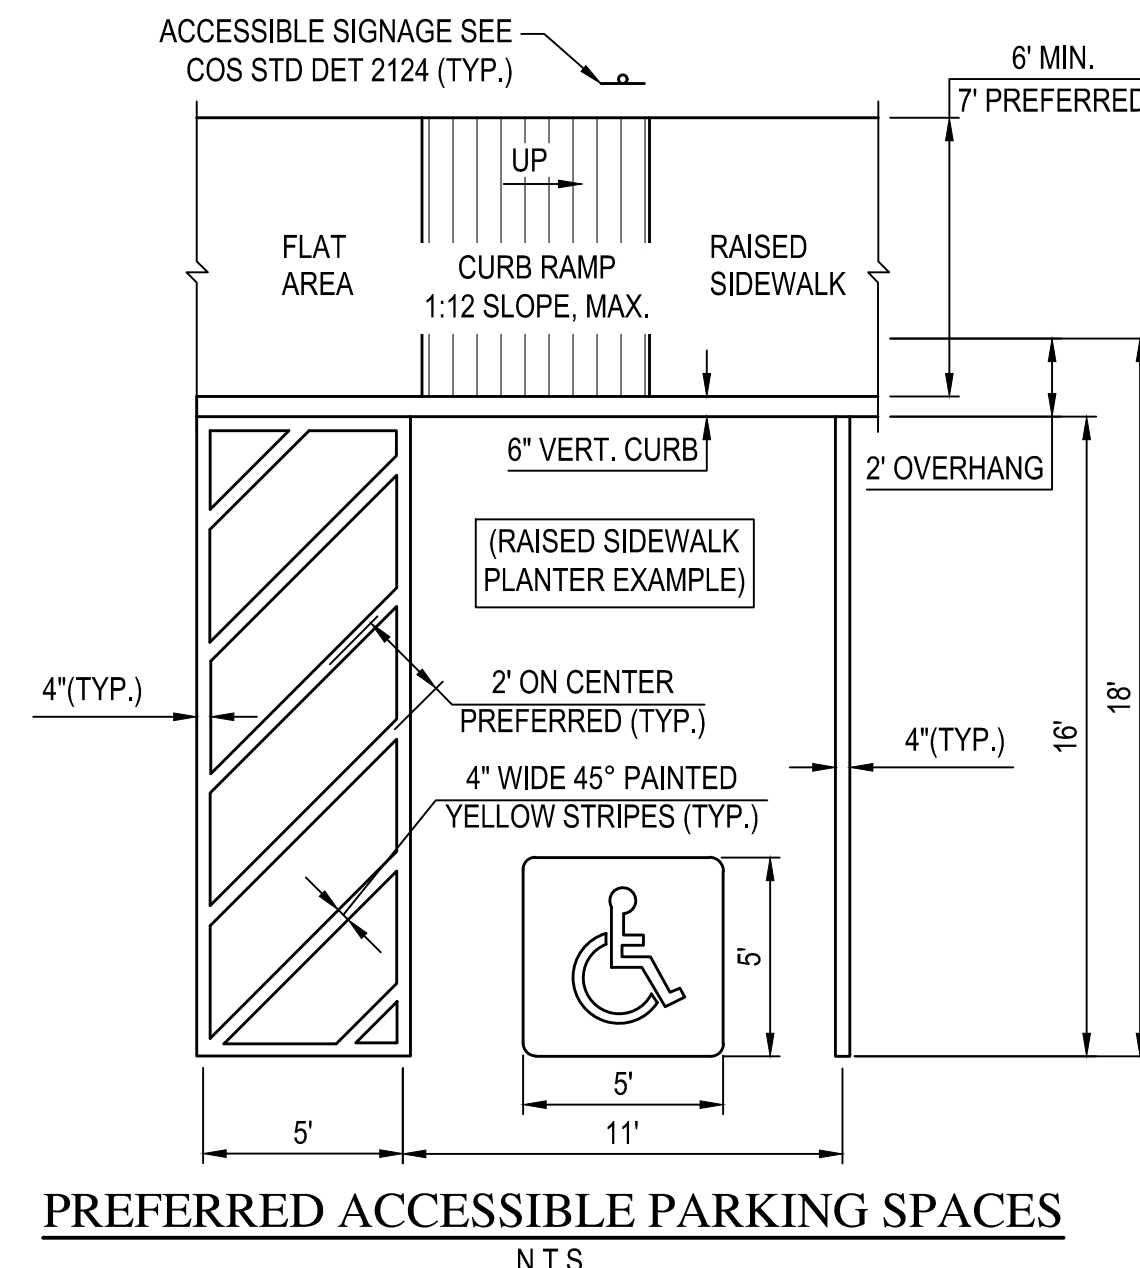 ACCESSIBLE SIGNAGE SEE
COS STD DET 2124 (TYP.)
6' MIN.
7' PREFERRED
UP
FLAT
AREA
CURB RAMP
1:12 SLOPE, MAX.
RAISED
SIDEWALK
6" VERT. CURB
2' OVERHANG
(RAISED SIDEWALK
PLANTER EXAMPLE)
4"(TYP.)
2' ON CENTER
PREFERRED (TYP.)
4" WIDE 45° PAINTED
YELLOW STRIPES (TYP.)
4"(TYP.)
16'
18'
5'
5'
5'
11'
PREFERRED ACCESSIBLE PARKING SPACES
N.T.S.